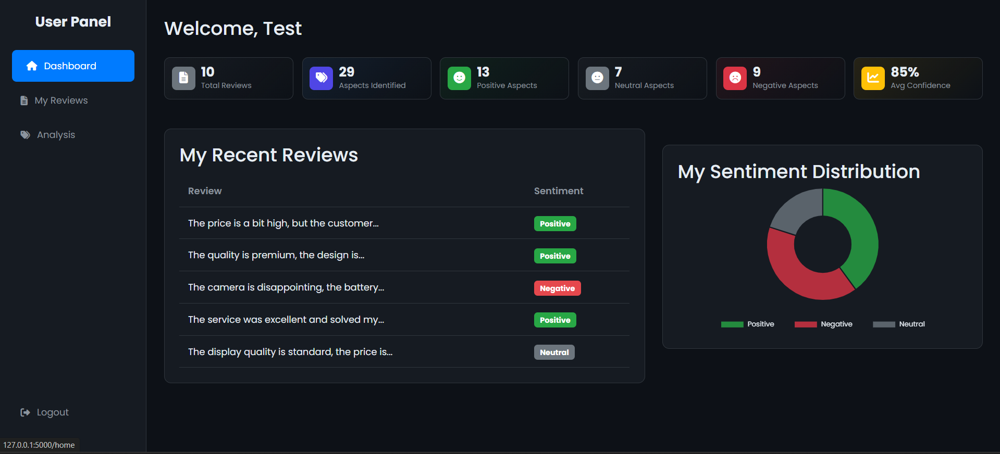 User Panel
Dashboard
My Reviews
Analysis
Logout
127.0.0.1:5000/home
Welcome, Test
10
Total Reviews
29
Aspects Identified
13
Positive Aspects
7
Neutral Aspects
9
Negative Aspects
85%
Avg Confidence
My Recent Reviews
Review Sentiment
The price is a bit high, but the customer... Positive
The quality is premium, the design is... Positive
The camera is disappointing, the battery... Negative
The service was excellent and solved my... Positive
The display quality is standard, the price is... Neutral
My Sentiment Distribution
Positive Negative Neutral